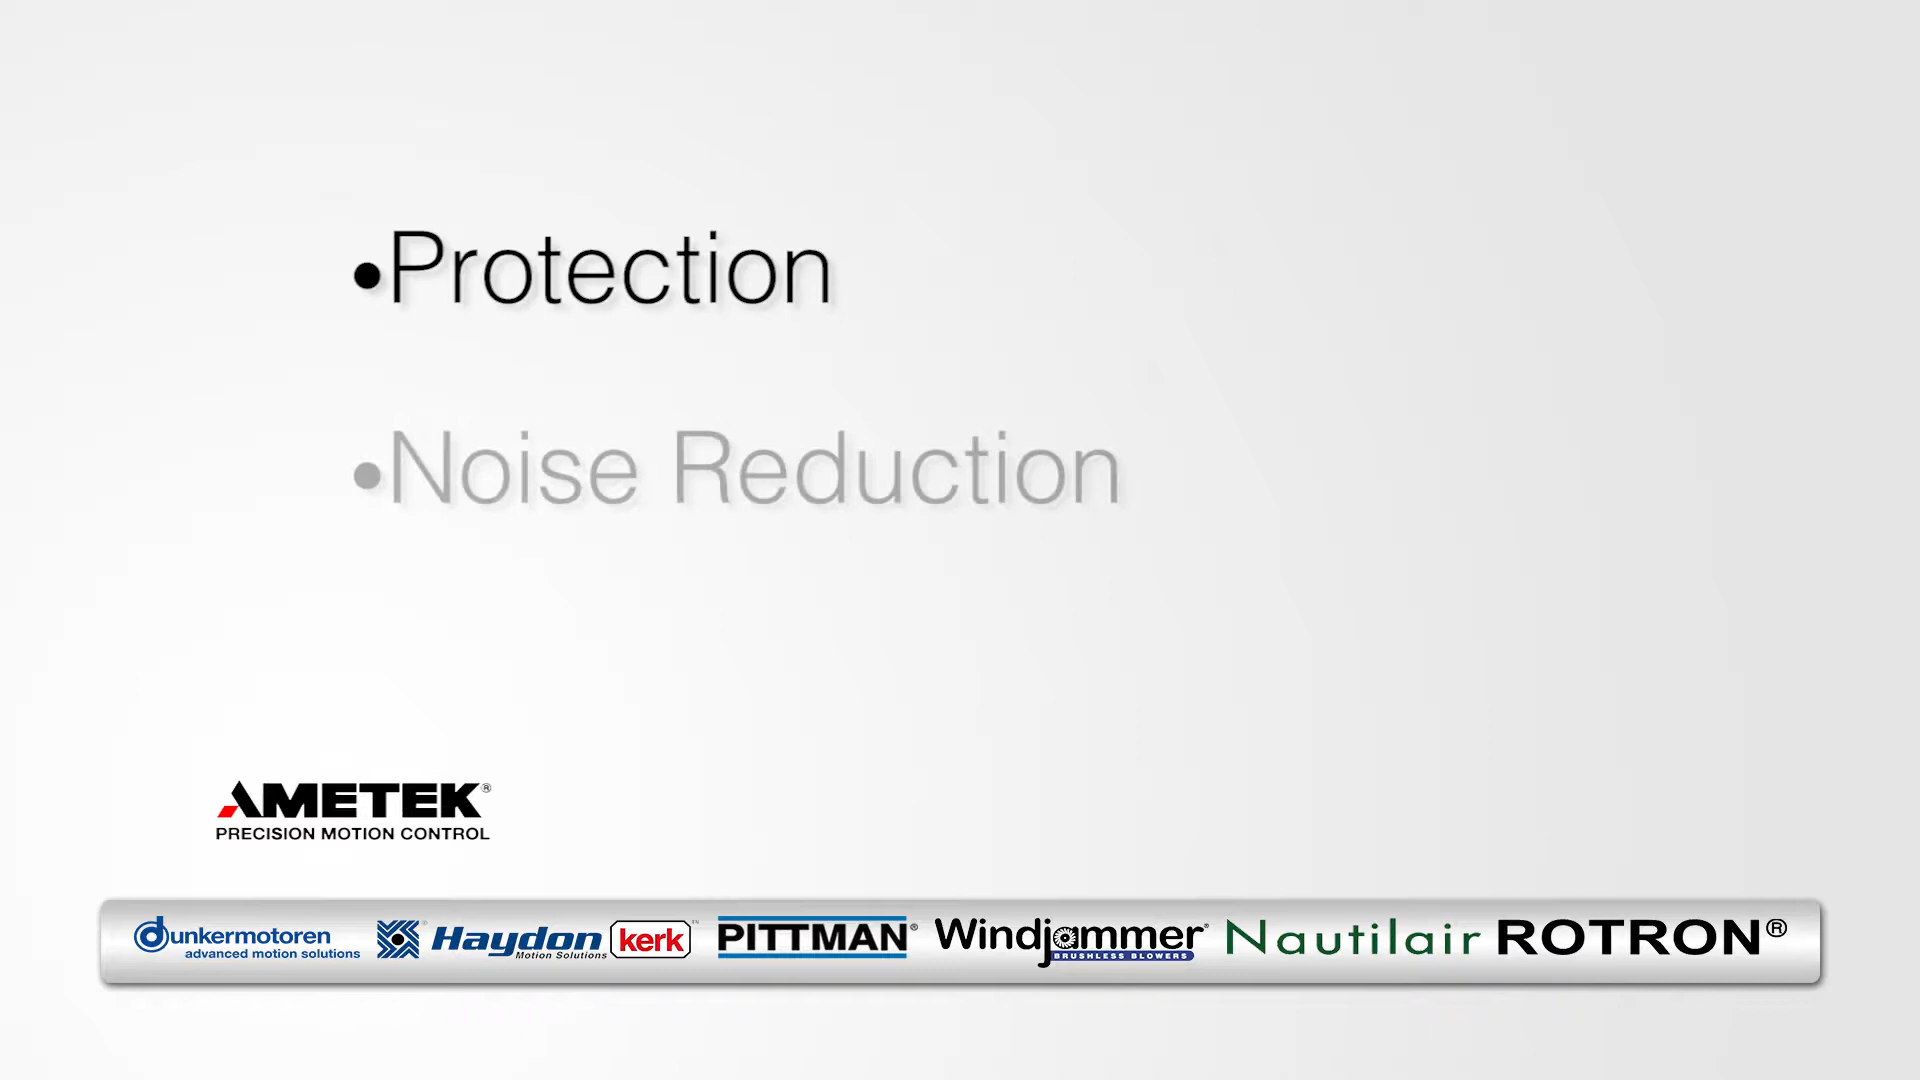 •Protection
•Noise Reduction
AMETEK®
PRECISION MOTION CONTROL
dunkermotoren
advanced motion solutions
® Haydon kerk™
Motion Solutions
PITTMAN®
Windjammer®
BRUSHLESS BLOWERS
Nautilair
ROTRON®